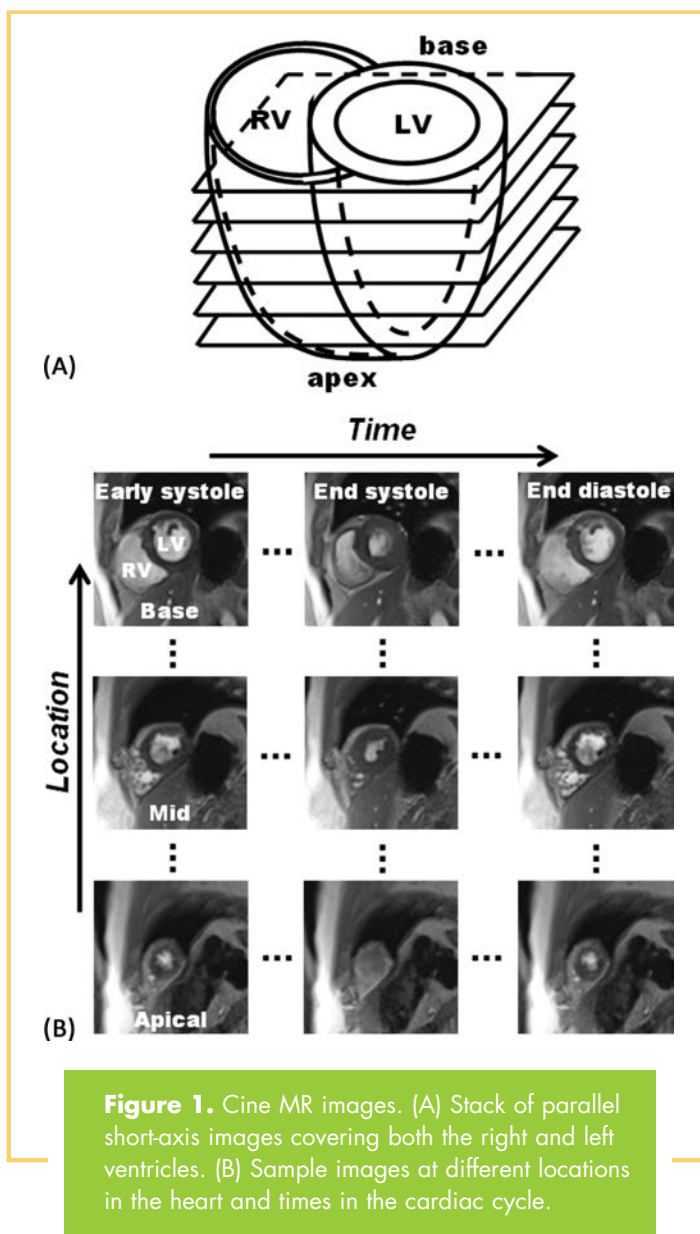 base
RV
LV
(A)
apex
Time
Early systole
End systole
End diastole
LV
RV
Base
...
...
Location
Mid
...
...
Apical
...
...
(B)
Figure 1. Cine MR images. (A) Stack of parallel
short-axis images covering both the right and left
ventricles. (B) Sample images at different locations
in the heart and times in the cardiac cycle.